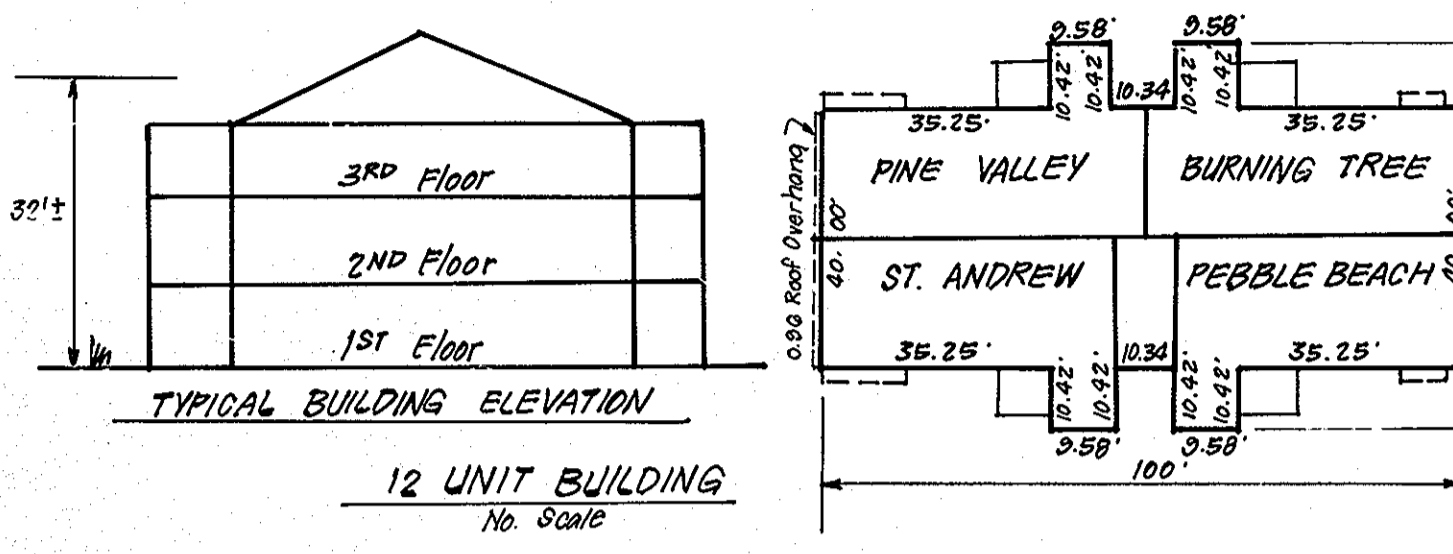 3RD Floor
32'±
2ND Floor
1ST Floor
TYPICAL BUILDING ELEVATION
12 UNIT BUILDING
No. Scale
9.58'
9.58'
10.42'
10.42'
10.34
10.42'
10.42'
35.25'
35.25'
PINE VALLEY
BURNING TREE
0.96 Roof Overhang
40.00'
ST. ANDREW
PEBBLE BEACH
35.25'
10.34
35.25'
10.42'
10.42'
10.42'
10.42'
9.58'
9.58'
100'